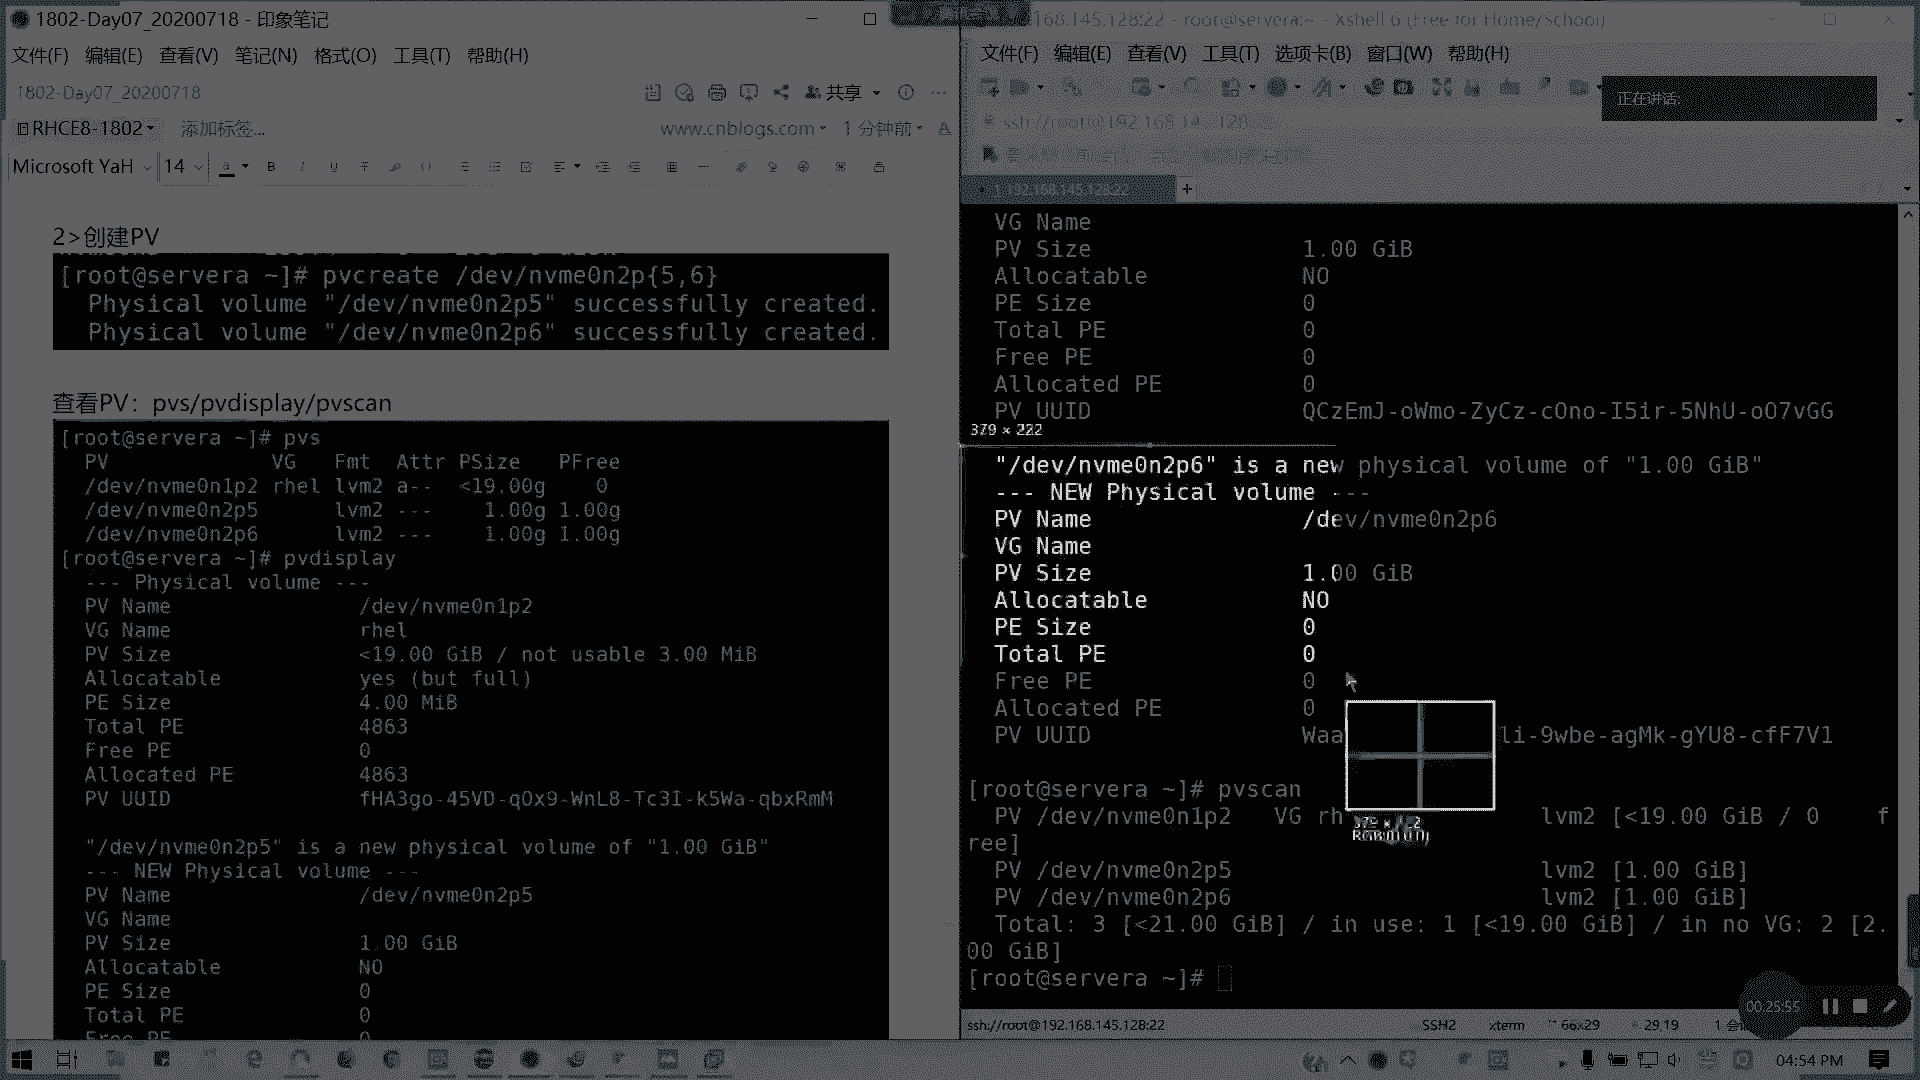 1802-Day07_20200718 - 印象笔记
文件(F) 编辑(E) 查看(V) 笔记(N) 格式(O) 工具(T) 帮助(H)
1802-Day07_20200718
共享
RHCE8-1802
添加标签...
www.cnblogs.com
1 分钟前
Microsoft YaH
14
2>创建PV
[root@servera ~]# pvcreate /dev/nvme0n2p{5,6}
Physical volume "/dev/nvme0n2p5" successfully created.
Physical volume "/dev/nvme0n2p6" successfully created.
查看PV：pvs/pvdisplay/pvscan
[root@servera ~]# pvs
PV VG Fmt Attr PSize PFree
/dev/nvme0n1p2 rhel lvm2 a-- <19.00g 0
/dev/nvme0n2p5 lvm2 --- 1.00g 1.00g
/dev/nvme0n2p6 lvm2 --- 1.00g 1.00g
[root@servera ~]# pvdisplay
--- Physical volume ---
PV Name /dev/nvme0n1p2
VG Name rhel
PV Size <19.00 GiB / not usable 3.00 MiB
Allocatable yes (but full)
PE Size 4.00 MiB
Total PE 4863
Free PE 0
Allocated PE 4863
PV UUID fHA3go-45VD-qOx9-WnL8-Tc3I-k5Wa-qbxRmM
"/dev/nvme0n2p5" is a new physical volume of "1.00 GiB"
--- NEW Physical volume ---
PV Name /dev/nvme0n2p5
VG Name
PV Size 1.00 GiB
Allocatable NO
PE Size 0
Total PE 0
Free PE 0
168.145.128:22 - root@servera:~ - Xshell 6 (Free for Home/School)
文件(F) 编辑(E) 查看(V) 工具(T) 选项卡(B) 窗口(W) 帮助(H)
正在讲话:
1 192.168.145.128:22
VG Name
PV Size 1.00 GiB
Allocatable NO
PE Size 0
Total PE 0
Free PE 0
Allocated PE 0
PV UUID QCzEmJ-oWmo-ZyCz-cOno-I5ir-5NhU-oO7vGG
379 × 222
"/dev/nvme0n2p6" is a new physical volume of "1.00 GiB"
--- NEW Physical volume ---
PV Name /dev/nvme0n2p6
VG Name
PV Size 1.00 GiB
Allocatable NO
PE Size 0
Total PE 0
Free PE 0
Allocated PE 0
PV UUID Waa li-9wbe-agMk-gYU8-cfF7V1
[root@servera ~]# pvscan
PV /dev/nvme0n1p2 VG rh lvm2 [<19.00 GiB / 0 f
ree]
PV /dev/nvme0n2p5 lvm2 [1.00 GiB]
PV /dev/nvme0n2p6 lvm2 [1.00 GiB]
Total: 3 [<21.00 GiB] / in use: 1 [<19.00 GiB] / in no VG: 2 [2.
00 GiB]
[root@servera ~]#
00:25:55
ssh://root@192.168.145.128:22 SSH2 xterm 66x29 29,19
04:54 PM